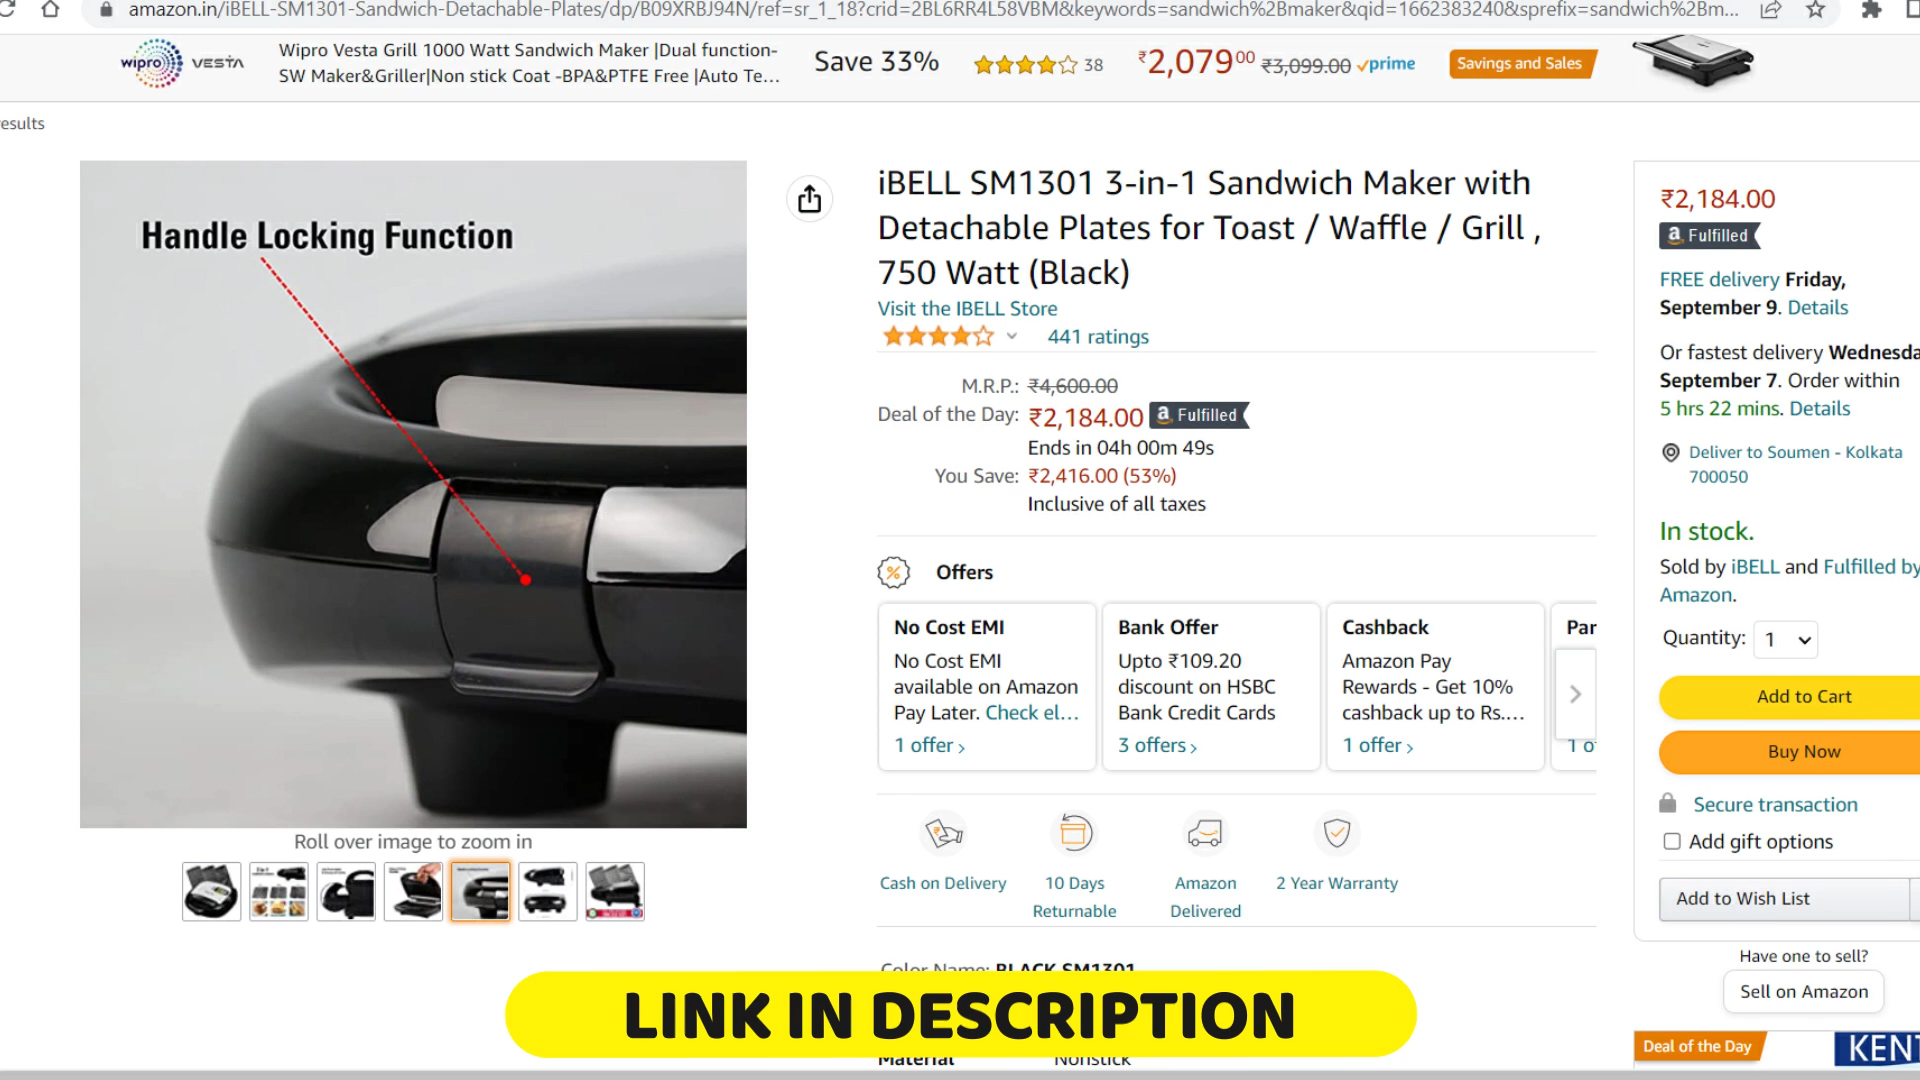 amazon.in/iBELL-SM1301-Sandwich-Detachable-Plates/dp/B09XRBJ94N/ref=sr_1_18?crid=2BL6RR4L58VBM&keywords=sandwich%2Bmaker&qid=1662383240&sprefix=sandwich%2Bm...
wipro VESTA
Wipro Vesta Grill 1000 Watt Sandwich Maker |Dual function-
SW Maker&Griller|Non stick Coat -BPA&PTFE Free |Auto Te...
Save 33%
38
₹2,079⁰⁰ ₹3,099.00 prime
Savings and Sales
esults
Handle Locking Function
Roll over image to zoom in
iBELL SM1301 3-in-1 Sandwich Maker with
Detachable Plates for Toast / Waffle / Grill ,
750 Watt (Black)
Visit the IBELL Store
441 ratings
M.R.P.: ₹4,600.00
Deal of the Day: ₹2,184.00 a Fulfilled
Ends in 04h 00m 49s
You Save: ₹2,416.00 (53%)
Inclusive of all taxes
% Offers
No Cost EMI
No Cost EMI
available on Amazon
Pay Later. Check el...
1 offer ›
Bank Offer
Upto ₹109.20
discount on HSBC
Bank Credit Cards
3 offers ›
Cashback
Amazon Pay
Rewards - Get 10%
cashback up to Rs....
1 offer ›
Par
1 o
Cash on Delivery
10 Days
Returnable
Amazon
Delivered
2 Year Warranty
Color Name: BLACK SM1301
Material Nonstick
LINK IN DESCRIPTION
₹2,184.00
a Fulfilled
FREE delivery Friday,
September 9. Details
Or fastest delivery Wednesda
September 7. Order within
5 hrs 22 mins. Details
Deliver to Soumen - Kolkata
700050
In stock.
Sold by iBELL and Fulfilled by
Amazon.
Quantity: 1
Add to Cart
Buy Now
Secure transaction
Add gift options
Add to Wish List
Have one to sell?
Sell on Amazon
Deal of the Day
KENT